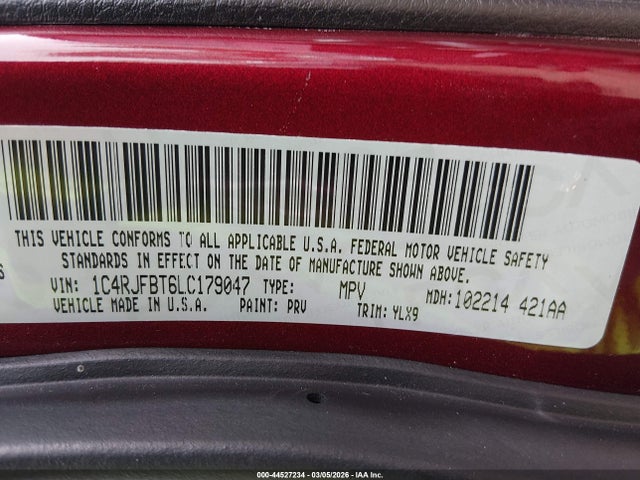 THIS VEHICLE CONFORMS TO ALL APPLICABLE U.S.A. FEDERAL MOTOR VEHICLE SAFETY
STANDARDS IN EFFECT ON THE DATE OF MANUFACTURE SHOWN ABOVE.
VIN: 1C4RJFBT6LC179047 TYPE: MPV MDH:102214 421AA
VEHICLE MADE IN U.S.A. PAINT: PRV TRIM: YLX9
000-44527234 | 03/05/2026 - IAA Inc.